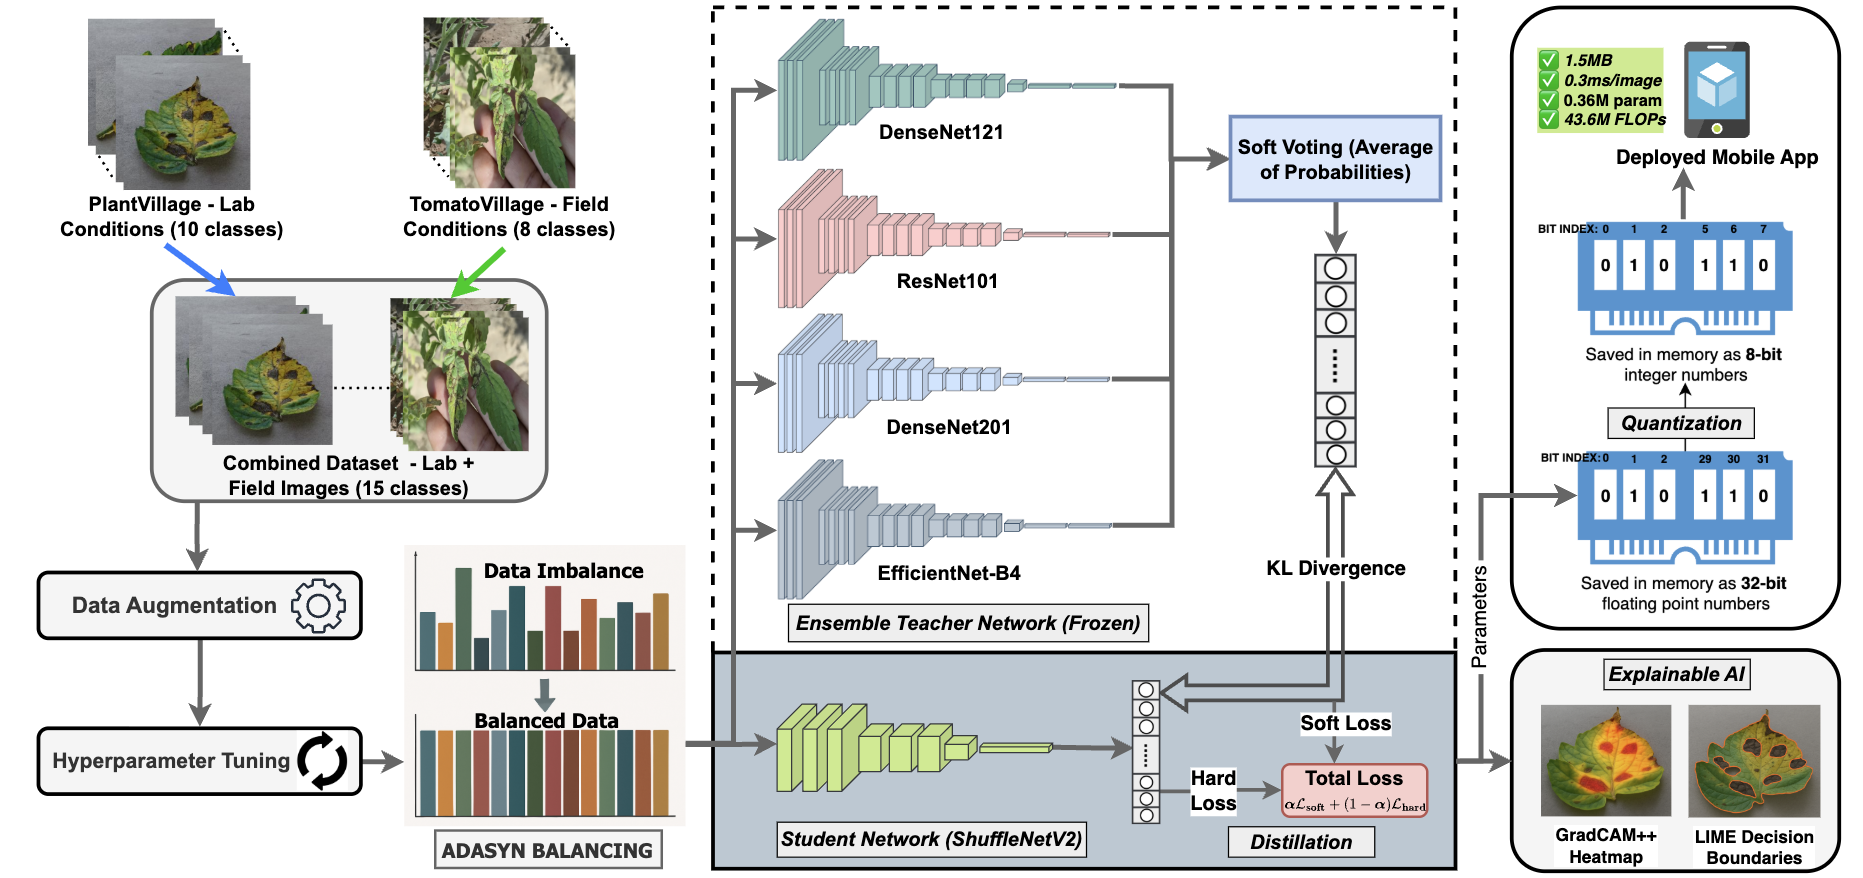 PlantVillage - Lab
Conditions (10 classes)
TomatoVillage - Field
Conditions (8 classes)
Combined Dataset - Lab +
Field Images (15 classes)
Data Augmentation
Hyperparameter Tuning
Data Imbalance
Balanced Data
ADASYN BALANCING
DenseNet121
ResNet101
DenseNet201
EfficientNet-B4
Ensemble Teacher Network (Frozen)
Soft Voting (Average
of Probabilities)
KL Divergence
Student Network (ShuffleNetV2)
Soft Loss
Hard
Loss
Total Loss
αℒsoft + (1 − α)ℒhard
Distillation
Parameters
1.5MB
0.3ms/image
0.36M param
43.6M FLOPs
Deployed Mobile App
BIT INDEX: 0 1 2 5 6 7
0 1 0 1 1 0
Saved in memory as 8-bit
integer numbers
Quantization
BIT INDEX: 0 1 2 29 30 31
0 1 0 1 1 0
Saved in memory as 32-bit
floating point numbers
Explainable AI
GradCAM++
Heatmap
LIME Decision
Boundaries